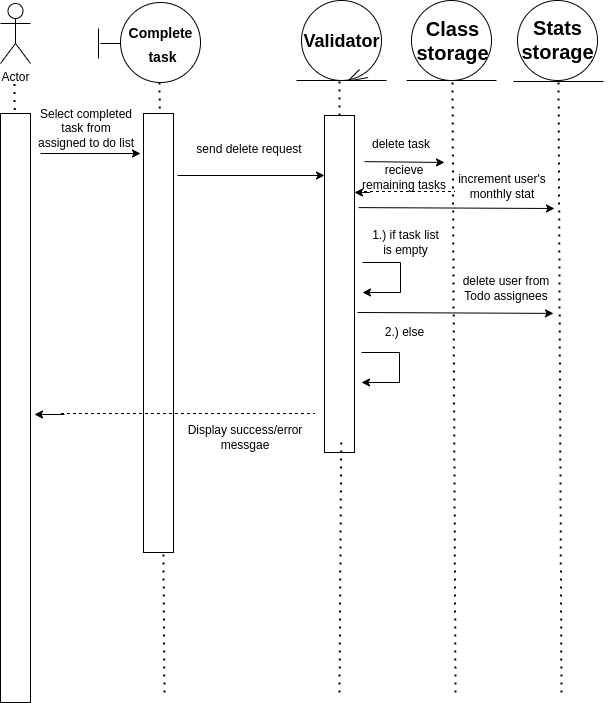 Complete
task
Validator
Class
storage
Stats
storage
Actor
Select completed
task from
assigned to do list
send delete request
delete task
recieve
remaining tasks
increment user's
monthly stat
1.) if task list
is empty
delete user from
Todo assignees
2.) else
Display success/error
messgae